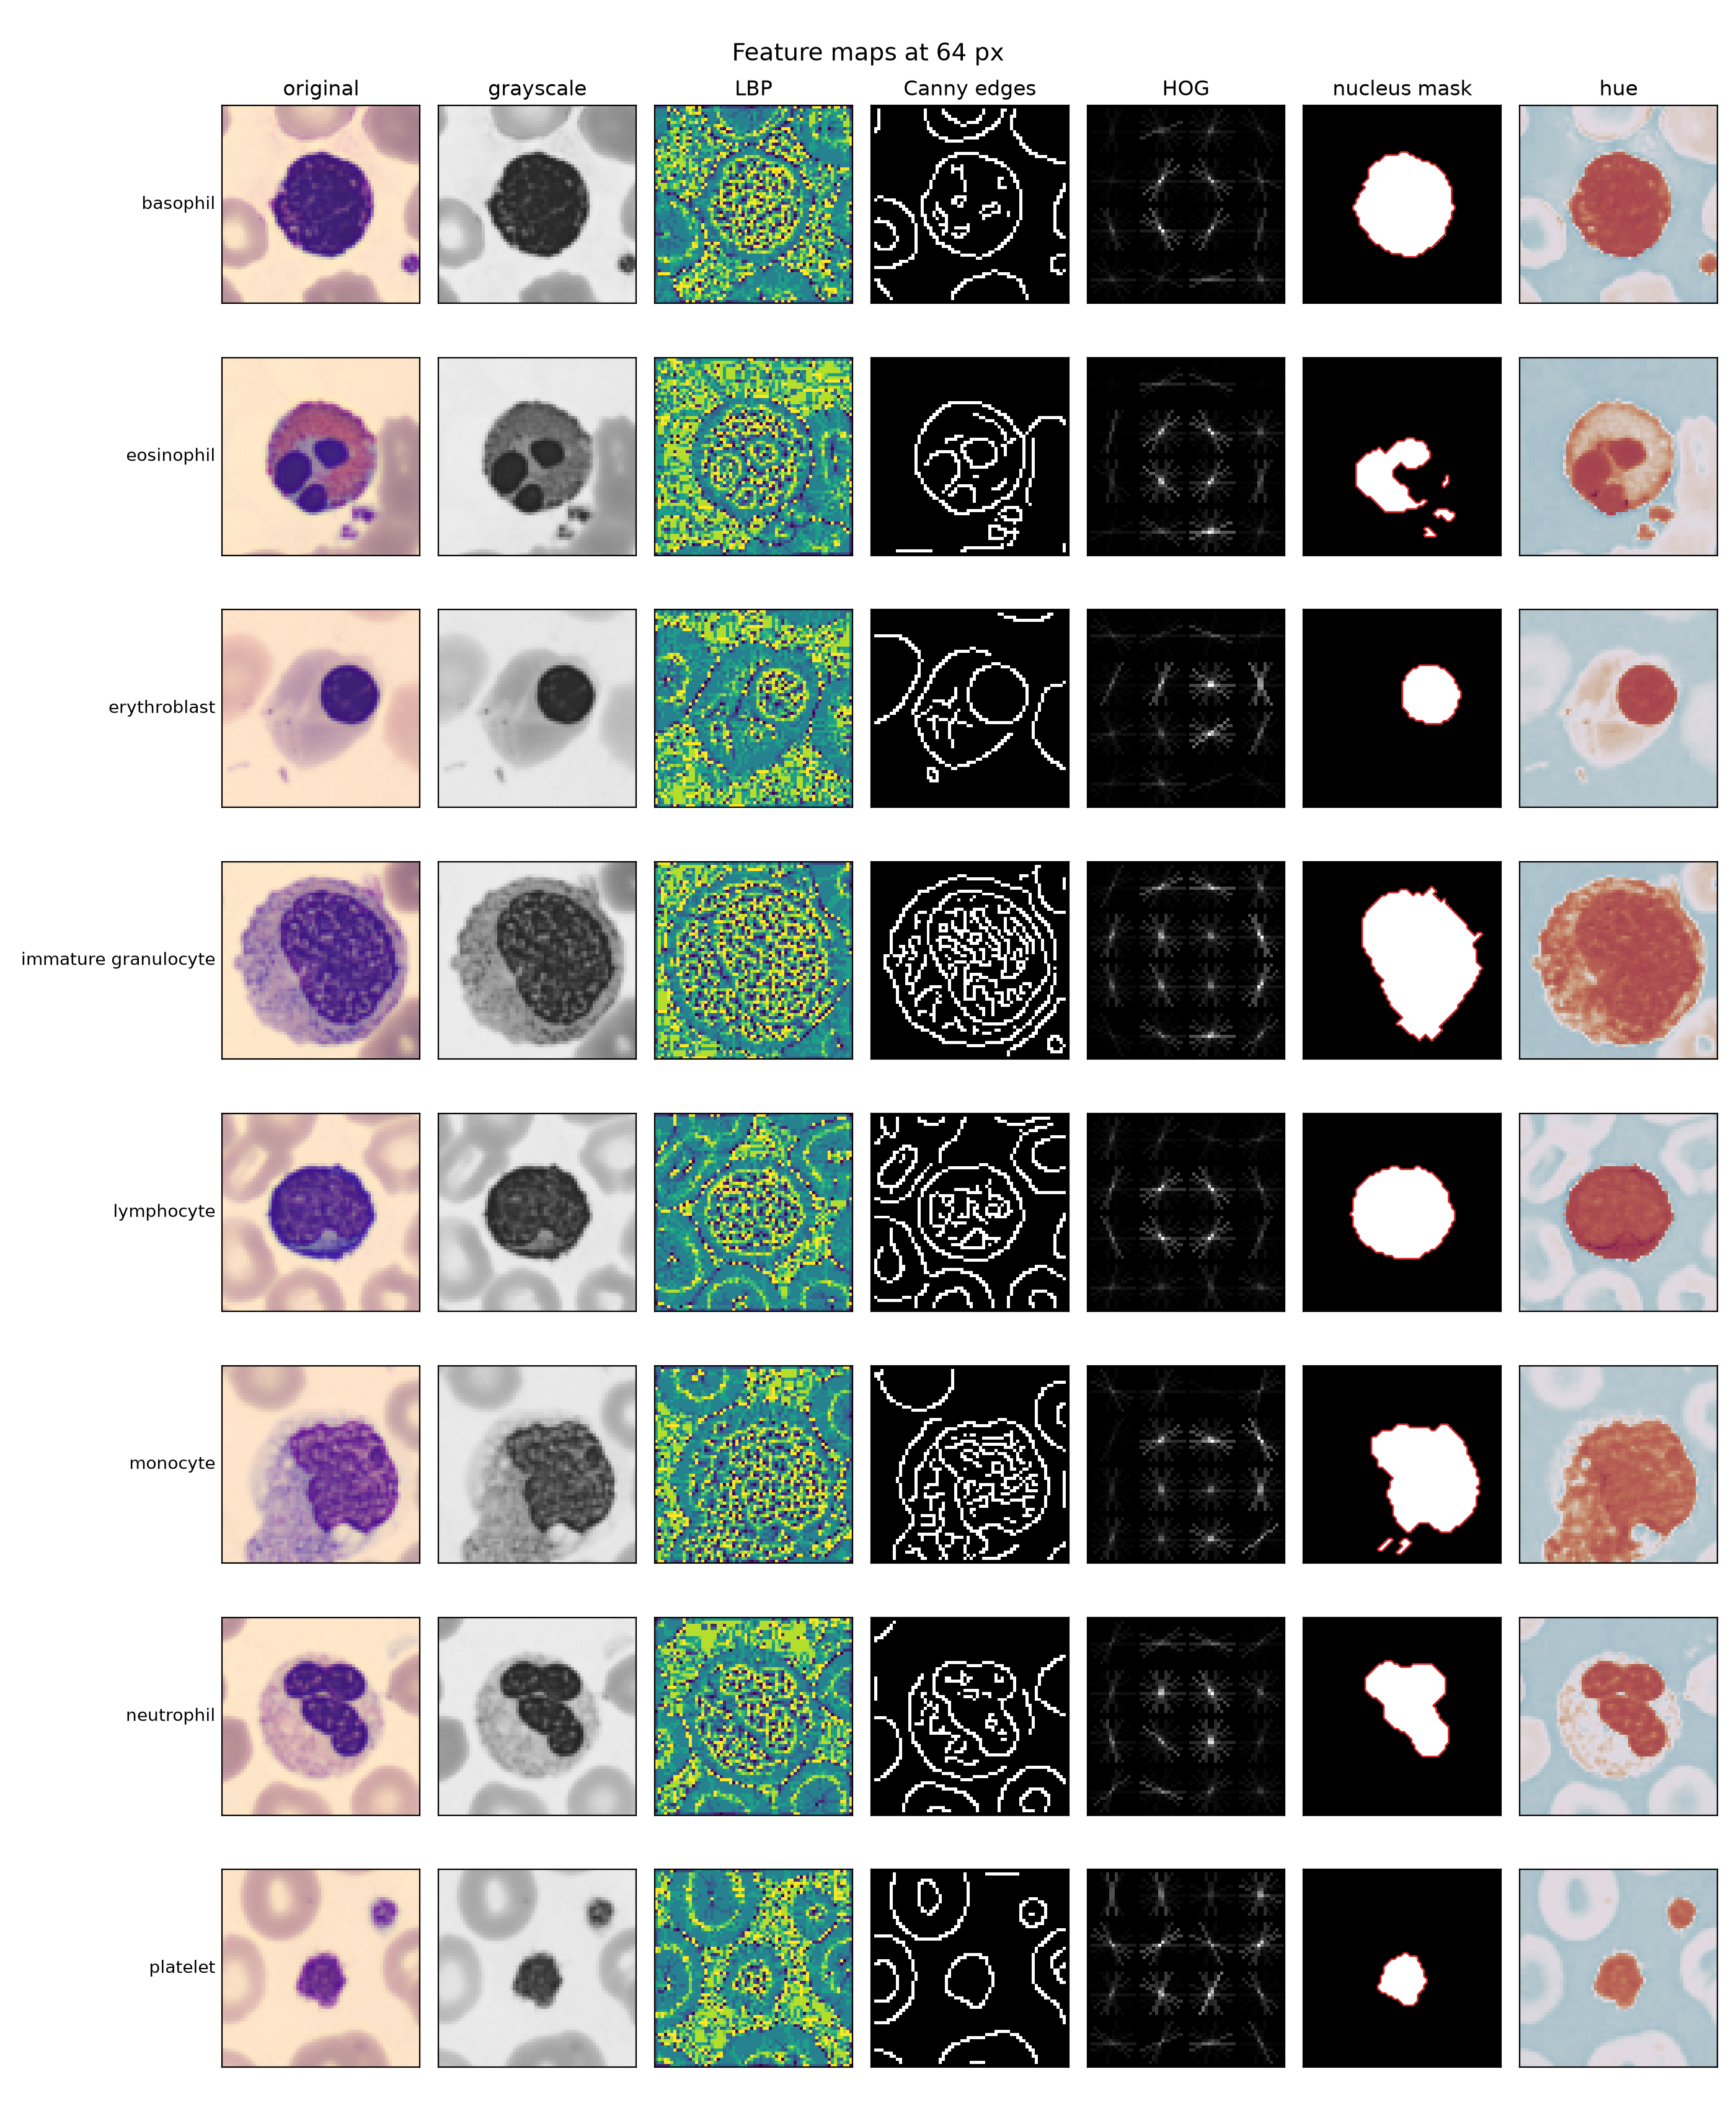 Feature maps at 64 px
original grayscale LBP Canny edges HOG nucleus mask hue
basophil
eosinophil
erythroblast
immature granulocyte
lymphocyte
monocyte
neutrophil
platelet